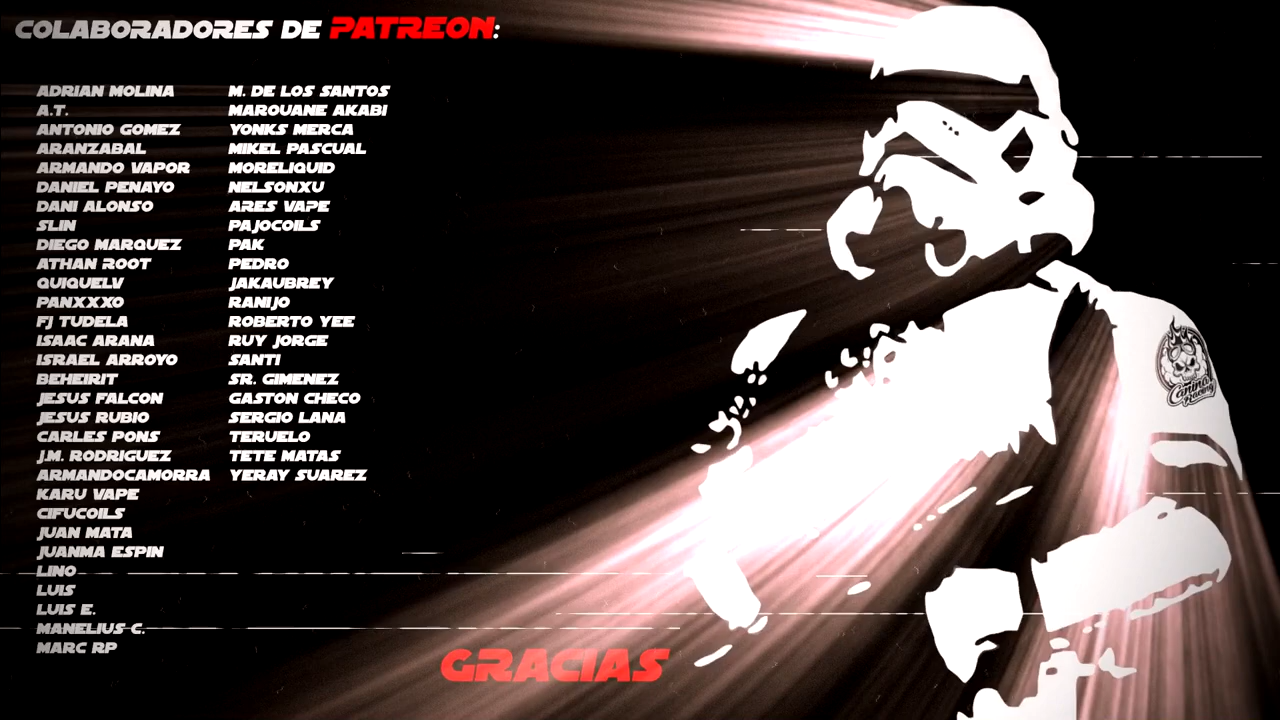 COLABORADORES DE PATREON:
ADRIAN MOLINA
A.T.
ANTONIO GOMEZ
ARANZABAL
ARMANDO VAPOR
DANIEL PENAYO
DANI ALONSO
SLIN
DIEGO MARQUEZ
ATHAN ROOT
QUIQUELV
PANXXXO
FJ TUDELA
ISAAC ARANA
ISRAEL ARROYO
BEHEIRIT
JESUS FALCON
JESUS RUBIO
CARLES PONS
J.M. RODRIGUEZ
ARMANDOCAMORRA
KARU VAPE
CIFUCOILS
JUAN MATA
JUANMA ESPIN
LINO
LUIS
LUIS E.
MANELIUS C.
MARC RP
M. DE LOS SANTOS
MAROUANE AKABI
YONKS MERCA
MIKEL PASCUAL
MORELIQUID
NELSONXU
ARES VAPE
PAJOCOILS
PAK
PEDRO
JAKAUBREY
RANIJO
ROBERTO YEE
RUY JORGE
SANTI
SR. GIMENEZ
GASTON CHECO
SERGIO LANA
TERUELO
TETE MATAS
YERAY SUAREZ
Canina
Racing
GRACIAS